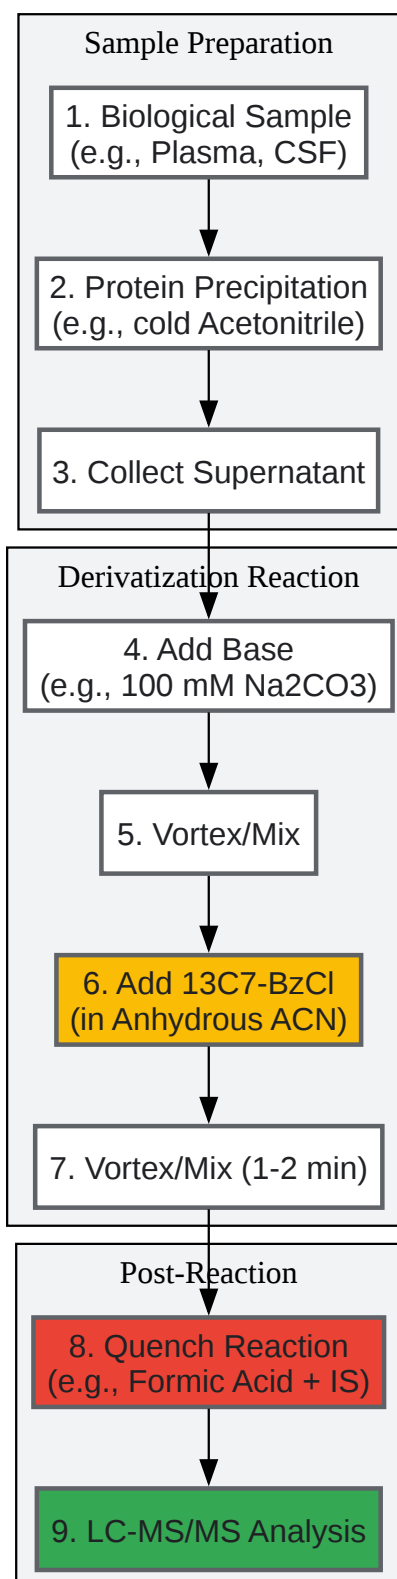 Sample Preparation
1. Biological Sample
(e.g., Plasma, CSF)
2. Protein Precipitation
(e.g., cold Acetonitrile)
3. Collect Supernatant
Derivatization Reaction
4. Add Base
(e.g., 100 mM Na2CO3)
5. Vortex/Mix
6. Add 13C7-BzCl
(in Anhydrous ACN)
7. Vortex/Mix (1-2 min)
Post-Reaction
8. Quench Reaction
(e.g., Formic Acid + IS)
9. LC-MS/MS Analysis